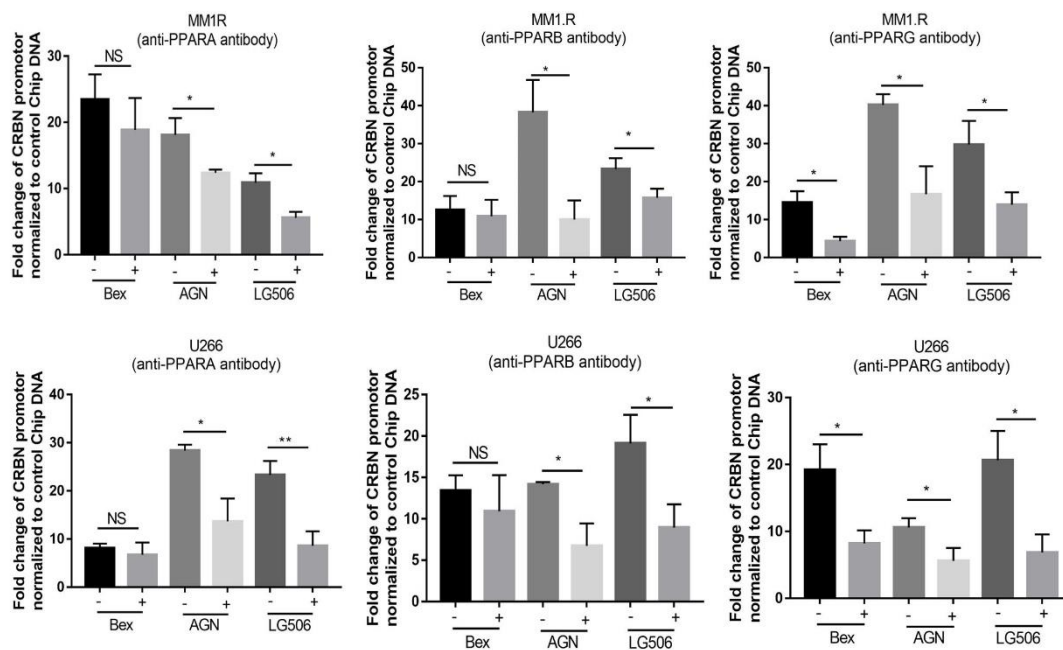 MM1R
(anti-PPARA antibody)
Fold change of CRBN promotor
normalized to control Chip DNA
30
20
10
0
NS
*
*
- + - + - +
Bex AGN LG506
MM1.R
(anti-PPARB antibody)
Fold change of CRBN promotor
normalized to control Chip DNA
50
40
30
20
10
0
NS
*
*
- + - + - +
Bex AGN LG506
MM1.R
(anti-PPARG antibody)
Fold change of CRBN promotor
normalized to control Chip DNA
50
40
30
20
10
0
*
*
*
- + - + - +
Bex AGN LG506
U266
(anti-PPARA antibody)
Fold change of CRBN promotor
normalized to control Chip DNA
40
30
20
10
0
NS
*
**
- + - + - +
Bex AGN LG506
U266
(anti-PPARB antibody)
Fold change of CRBN promotor
normalized to control Chip DNA
25
20
15
10
5
0
NS
*
*
- + - + - +
Bex AGN LG506
U266
(anti-PPARG antibody)
Fold change of CRBN promotor
normalized to control Chip DNA
30
20
10
0
*
*
*
- + - + - +
Bex AGN LG506